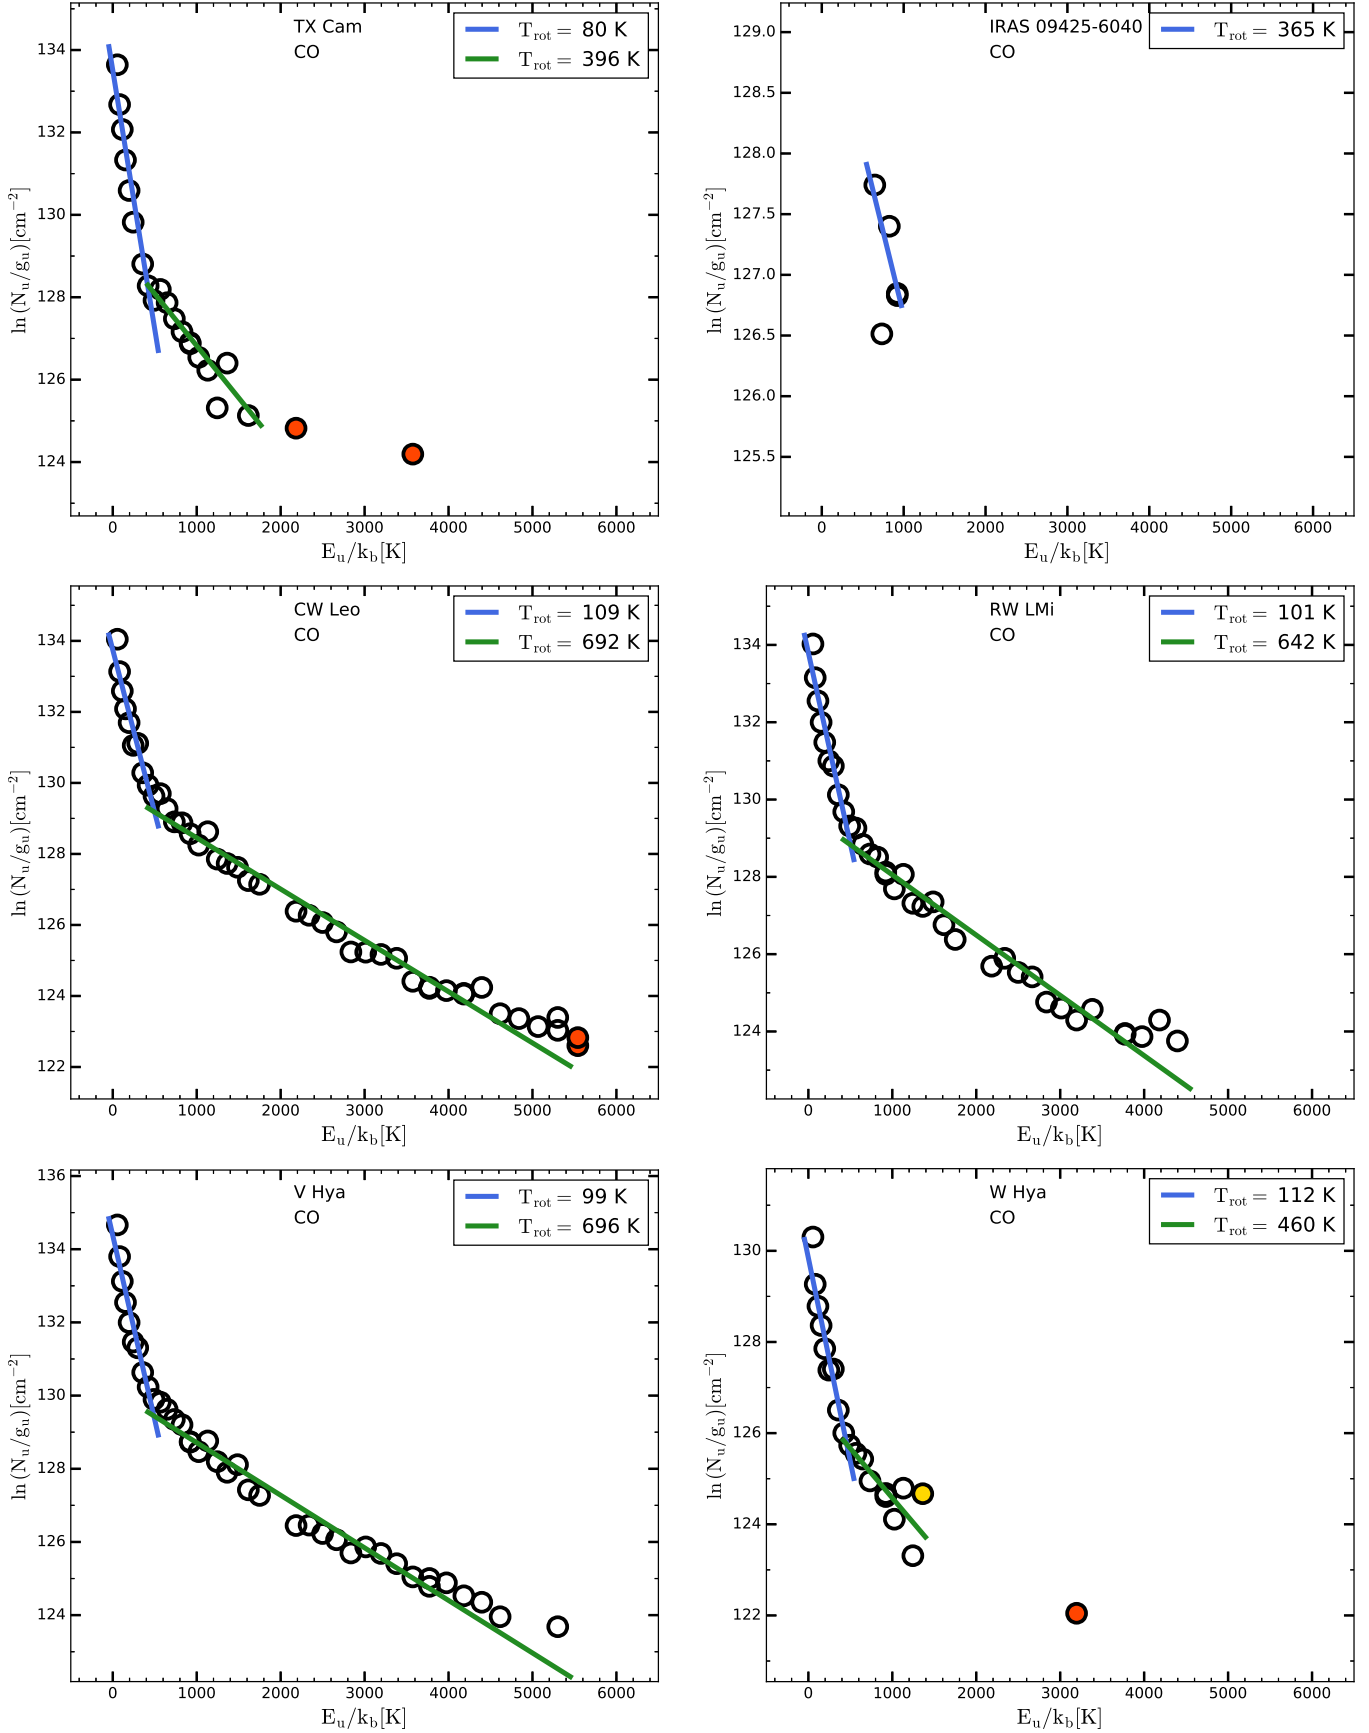 TX Cam
CO
T_rot = 80 K
T_rot = 396 K
134
132
130
128
126
124
ln (N_u/g_u)[cm^−2]
0 1000 2000 3000 4000 5000 6000
E_u/k_b[K]
IRAS 09425-6040
CO
T_rot = 365 K
129.0
128.5
128.0
127.5
127.0
126.5
126.0
125.5
ln (N_u/g_u)[cm^−2]
0 1000 2000 3000 4000 5000 6000
E_u/k_b[K]
CW Leo
CO
T_rot = 109 K
T_rot = 692 K
134
132
130
128
126
124
122
ln (N_u/g_u)[cm^−2]
0 1000 2000 3000 4000 5000 6000
E_u/k_b[K]
RW LMi
CO
T_rot = 101 K
T_rot = 642 K
134
132
130
128
126
124
ln (N_u/g_u)[cm^−2]
0 1000 2000 3000 4000 5000 6000
E_u/k_b[K]
V Hya
CO
T_rot = 99 K
T_rot = 696 K
136
134
132
130
128
126
124
ln (N_u/g_u)[cm^−2]
0 1000 2000 3000 4000 5000 6000
E_u/k_b[K]
W Hya
CO
T_rot = 112 K
T_rot = 460 K
130
128
126
124
122
ln (N_u/g_u)[cm^−2]
0 1000 2000 3000 4000 5000 6000
E_u/k_b[K]